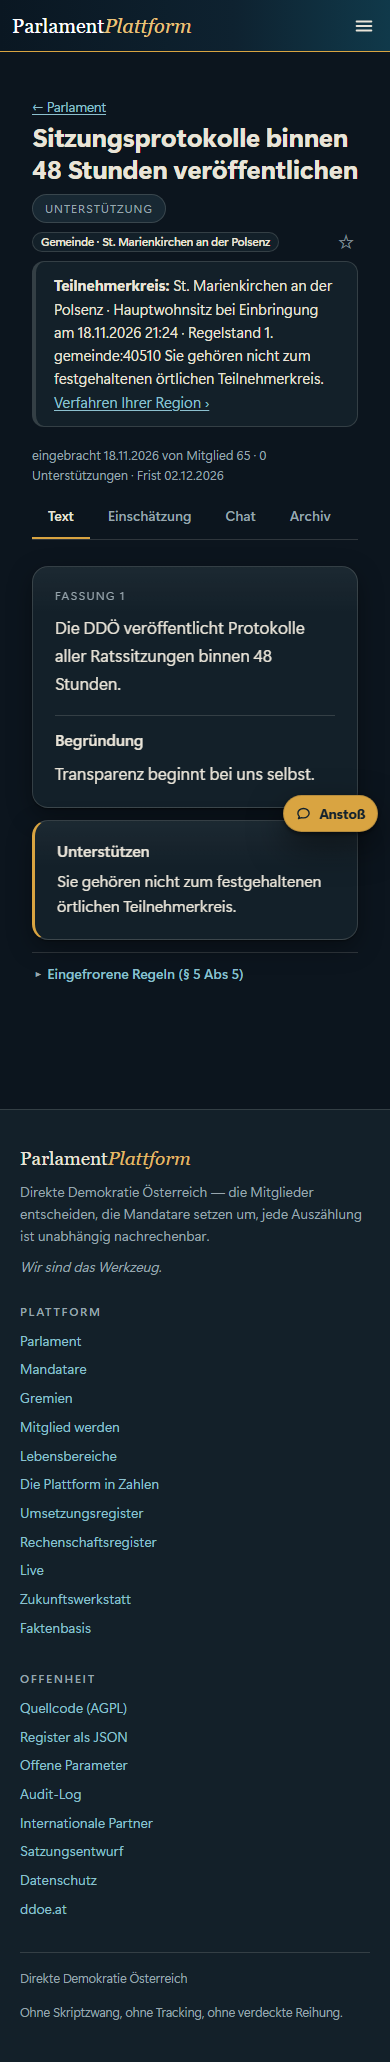 ParlamentPlattform
← Parlament
Sitzungsprotokolle binnen
48 Stunden veröffentlichen
UNTERSTÜTZUNG
Gemeinde · St. Marienkirchen an der Polsenz
Teilnehmerkreis: St. Marienkirchen an der
Polsenz · Hauptwohnsitz bei Einbringung
am 18.11.2026 21:24 · Regelstand 1.
gemeinde:40510 Sie gehören nicht zum
festgehaltenen örtlichen Teilnehmerkreis.
Verfahren Ihrer Region ›
eingebracht 18.11.2026 von Mitglied 65 · 0
Unterstützungen · Frist 02.12.2026
Text Einschätzung Chat Archiv
FASSUNG 1
Die DDÖ veröffentlicht Protokolle
aller Ratssitzungen binnen 48
Stunden.
Begründung
Transparenz beginnt bei uns selbst.
Anstoß
Unterstützen
Sie gehören nicht zum festgehaltenen
örtlichen Teilnehmerkreis.
Eingefrorene Regeln (§ 5 Abs 5)
ParlamentPlattform
Direkte Demokratie Österreich — die Mitglieder
entscheiden, die Mandatare setzen um, jede Auszählung
ist unabhängig nachrechenbar.
Wir sind das Werkzeug.
PLATTFORM
Parlament
Mandatare
Gremien
Mitglied werden
Lebensbereiche
Die Plattform in Zahlen
Umsetzungsregister
Rechenschaftsregister
Live
Zukunftswerkstatt
Faktenbasis
OFFENHEIT
Quellcode (AGPL)
Register als JSON
Offene Parameter
Audit-Log
Internationale Partner
Satzungsentwurf
Datenschutz
ddoe.at
Direkte Demokratie Österreich
Ohne Skriptzwang, ohne Tracking, ohne verdeckte Reihung.